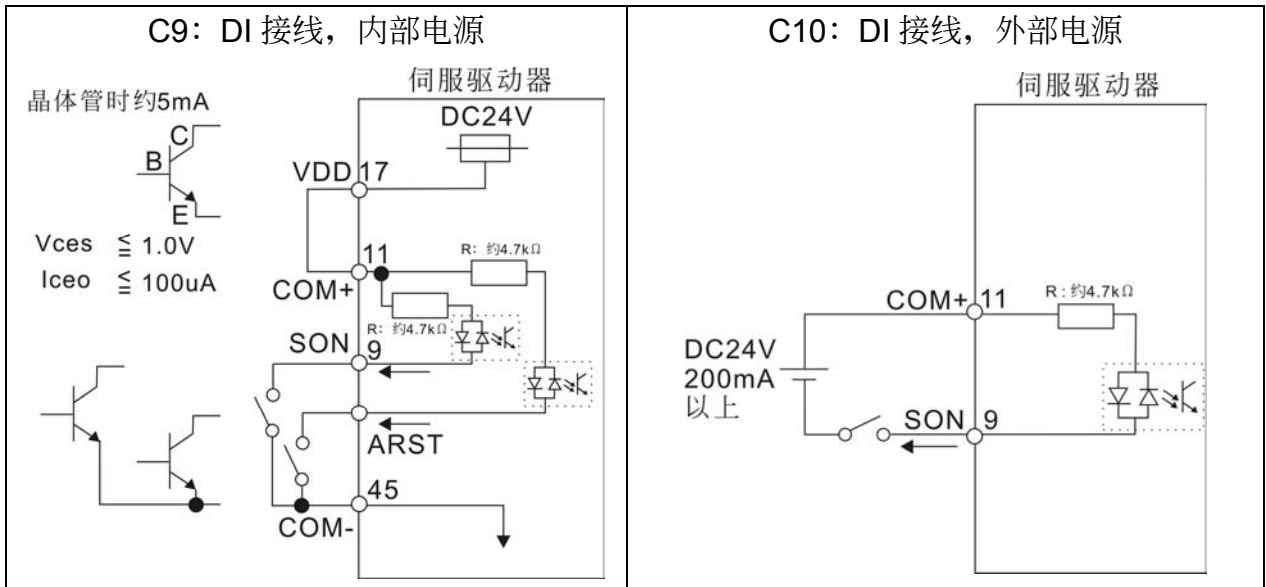 C9：DI 接线，内部电源
伺服驱动器
晶体管时约5mA
DC24V
C
B
E
VDD 17
Vces ≦ 1.0V
Iceo ≦ 100uA
11
R：约4.7kΩ
COM+
R：约4.7kΩ
SON 9
ARST
45
COM-
C10：DI 接线，外部电源
伺服驱动器
COM+ 11
R：约4.7kΩ
DC24V
200mA
以上
SON 9